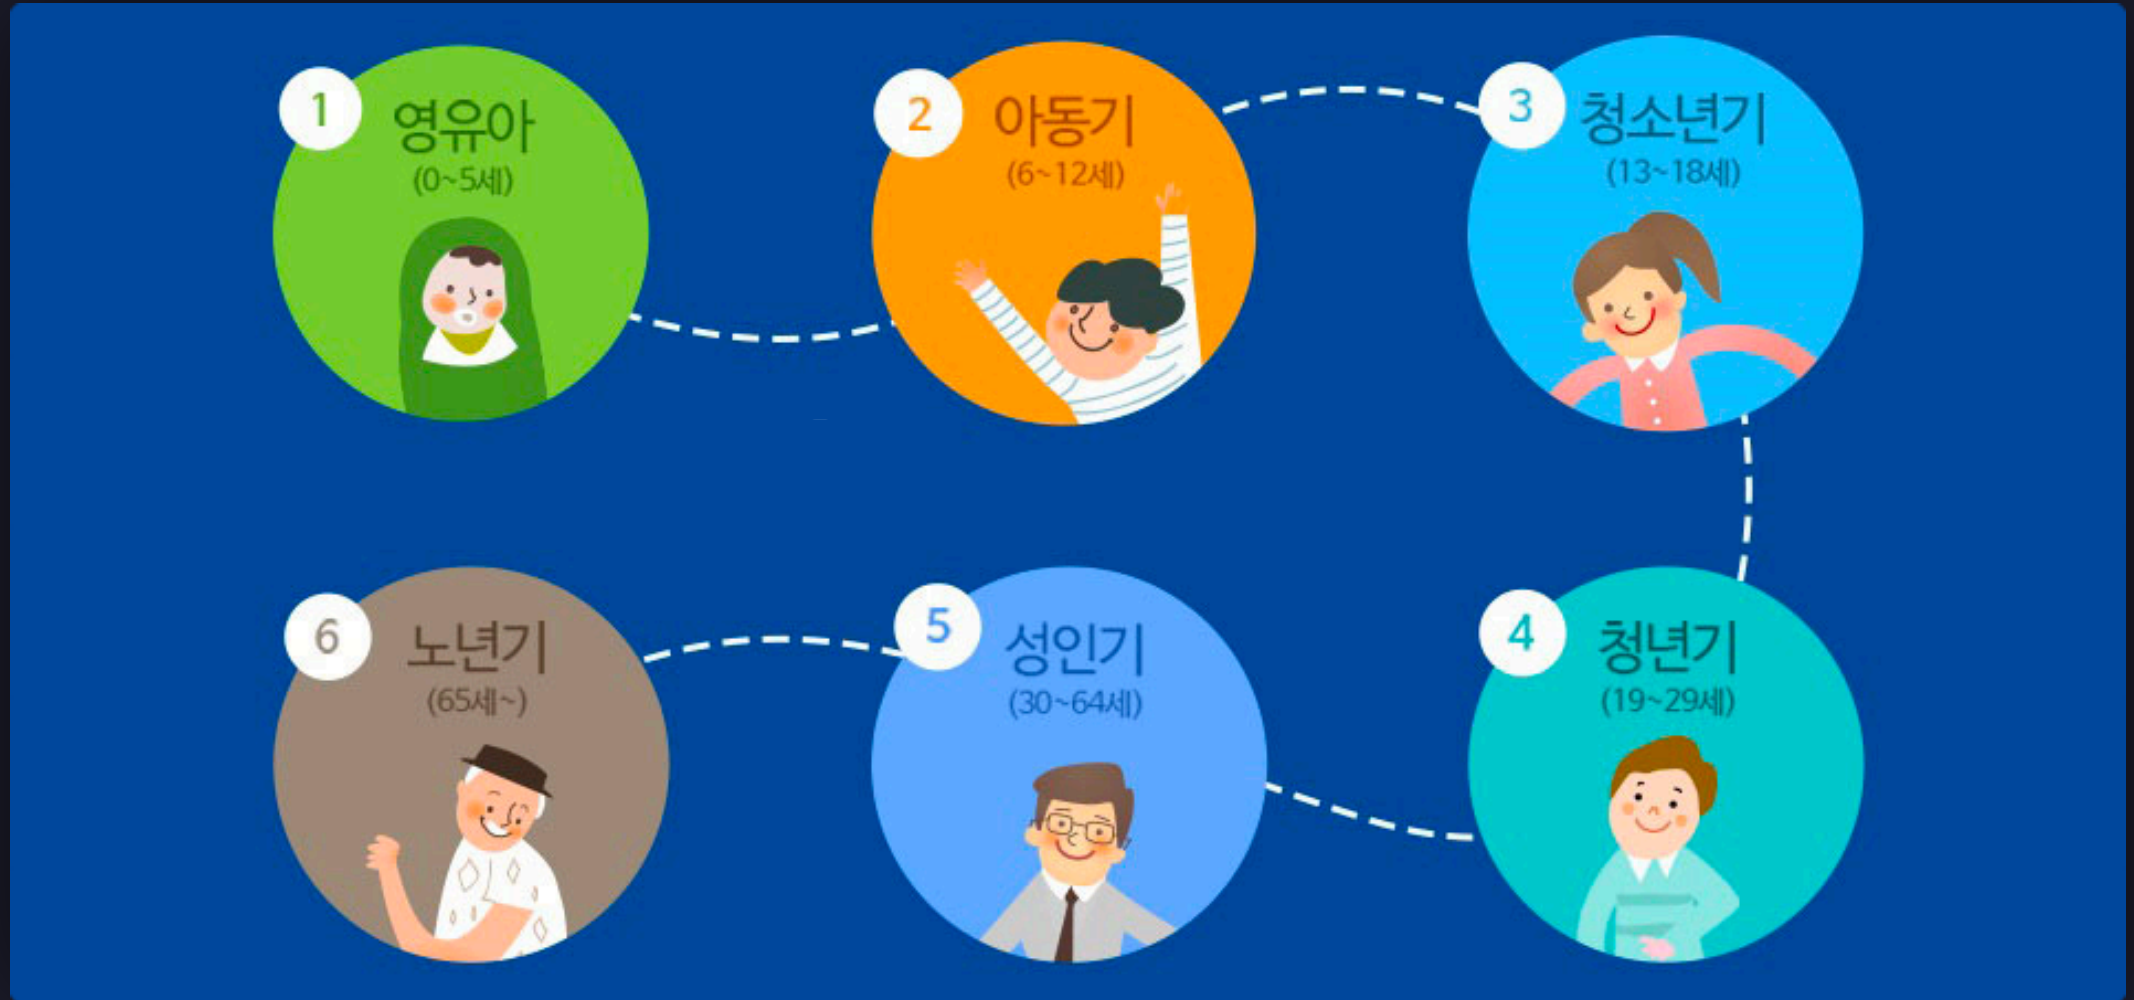 1
영유아
(0~5세)
2
아동기
(6~12세)
3
청소년기
(13~18세)
4
청년기
(19~29세)
5
성인기
(30~64세)
6
노년기
(65세~)